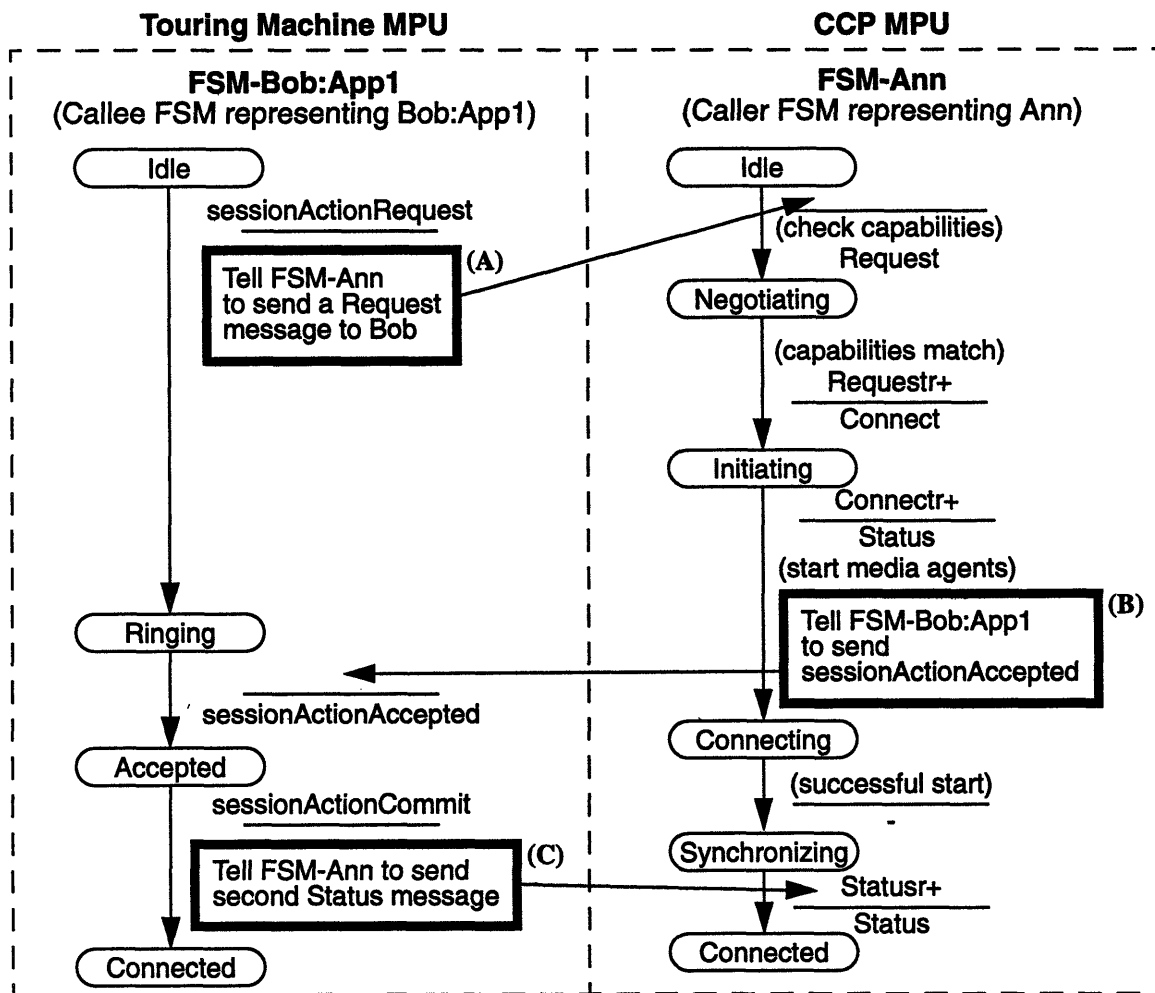 Touring Machine MPU
CCP MPU
FSM-Bob:App1
(Callee FSM representing Bob:App1)
Idle
sessionActionRequest
(A)
Tell FSM-Ann
to send a Request
message to Bob
Ringing
sessionActionAccepted
Accepted
sessionActionCommit
(C)
Tell FSM-Ann to send
second Status message
Connected
FSM-Ann
(Caller FSM representing Ann)
Idle
(check capabilities)
Request
Negotiating
(capabilities match)
Requestr+
Connect
Initiating
Connectr+
Status
(start media agents)
(B)
Tell FSM-Bob:App1
to send
sessionActionAccepted
Connecting
(successful start)
-
Synchronizing
Statusr+
Status
Connected